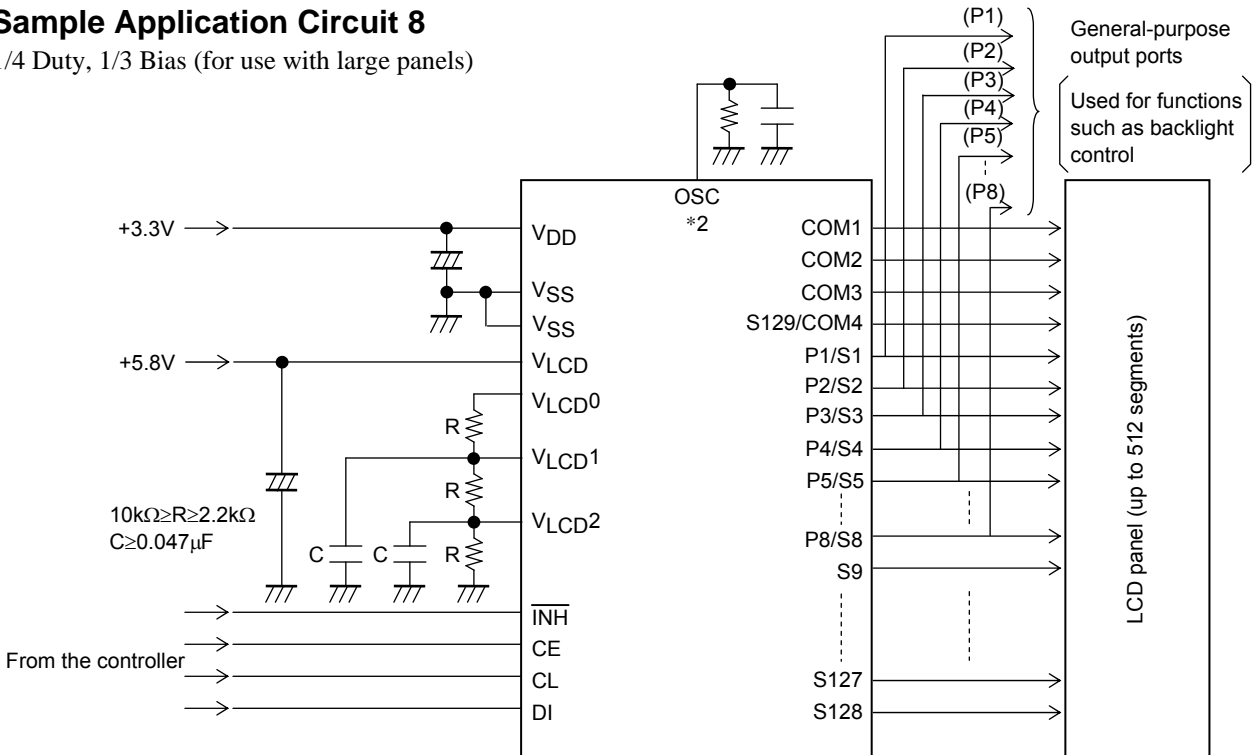 Sample Application Circuit 8
1/4 Duty, 1/3 Bias (for use with large panels)
(P1)
(P2)
(P3)
(P4)
(P5)
(P8)
General-purpose
output ports
Used for functions
such as backlight
control
OSC
*2
+3.3V
VDD
VSS
VSS
+5.8V
VLCD
VLCD0
R
VLCD1
R
VLCD2
R
C
C
10kΩ≥R≥2.2kΩ
C≥0.047μF
From the controller
INH
CE
CL
DI
COM1
COM2
COM3
S129/COM4
P1/S1
P2/S2
P3/S3
P4/S4
P5/S5
P8/S8
S9
S127
S128
LCD panel (up to 512 segments)